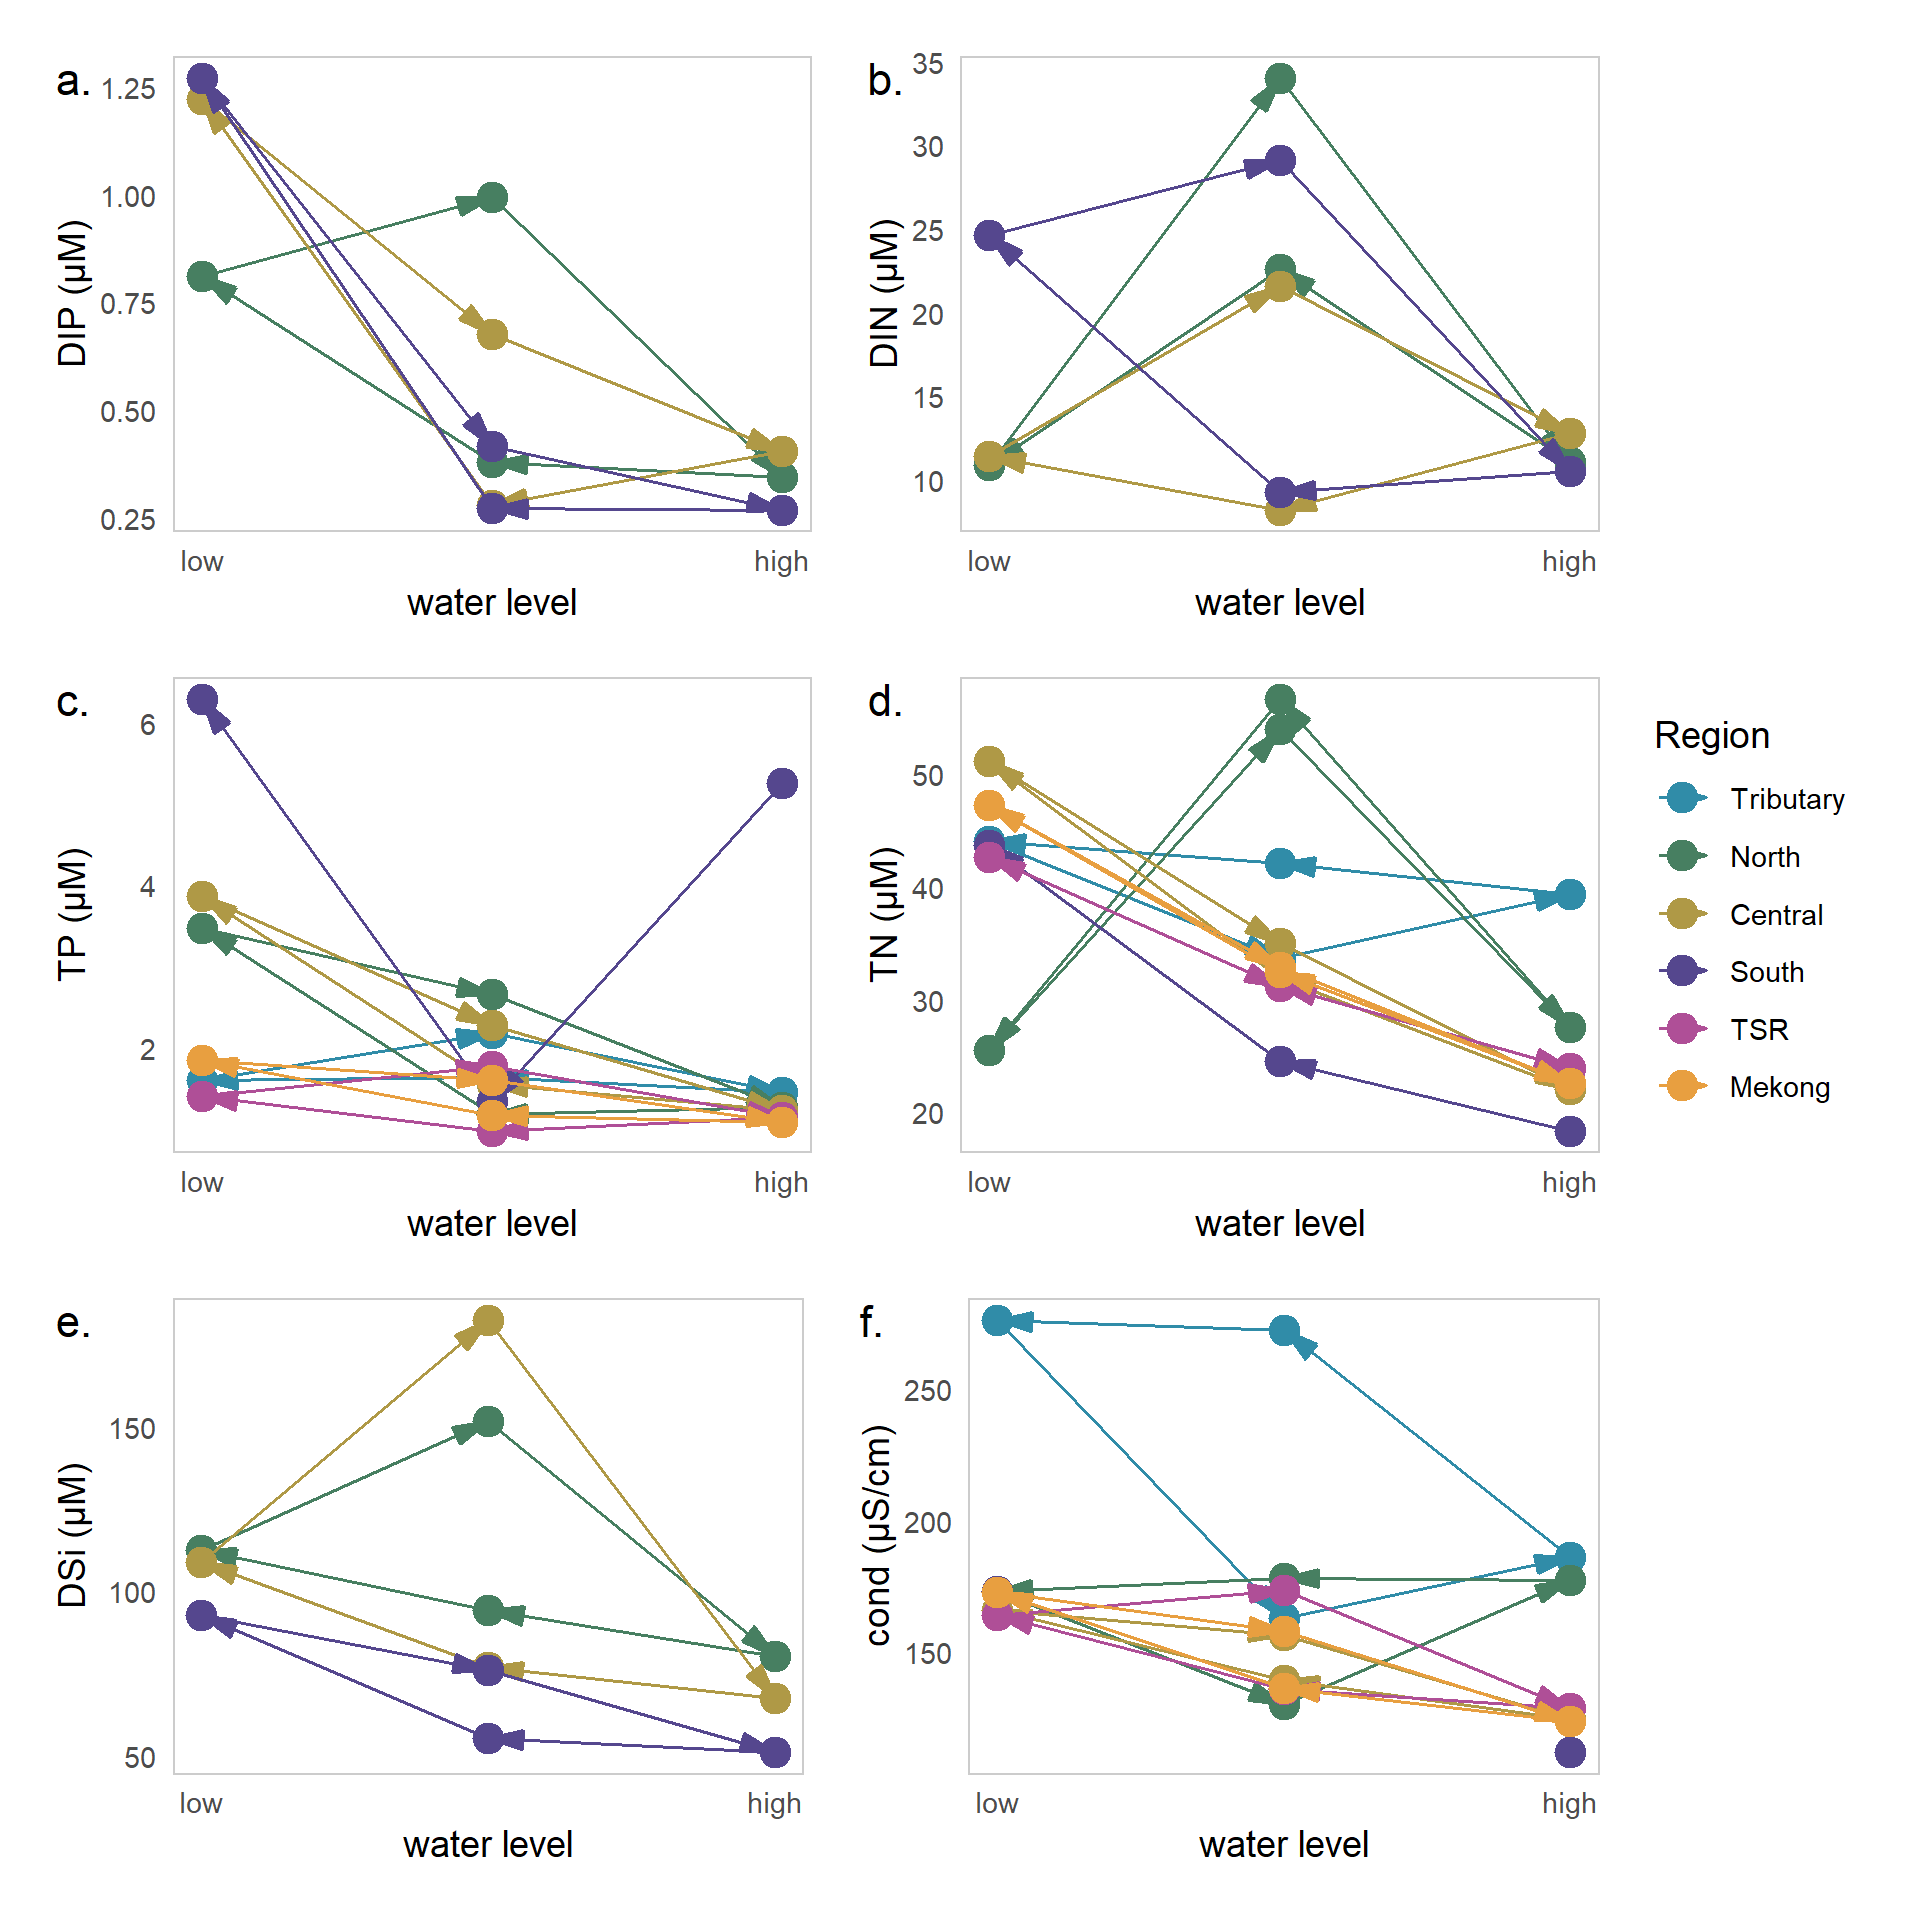 a.
1.25
1.00
0.75
0.50
0.25
DIP (µM)
low
high
water level
b.
35
30
25
20
15
10
DIN (µM)
low
high
water level
c.
6
4
2
TP (µM)
low
high
water level
d.
50
40
30
20
TN (µM)
low
high
water level
Region
Tributary
North
Central
South
TSR
Mekong
e.
150
100
50
DSi (µM)
low
high
water level
f.
250
200
150
cond (µS/cm)
low
high
water level